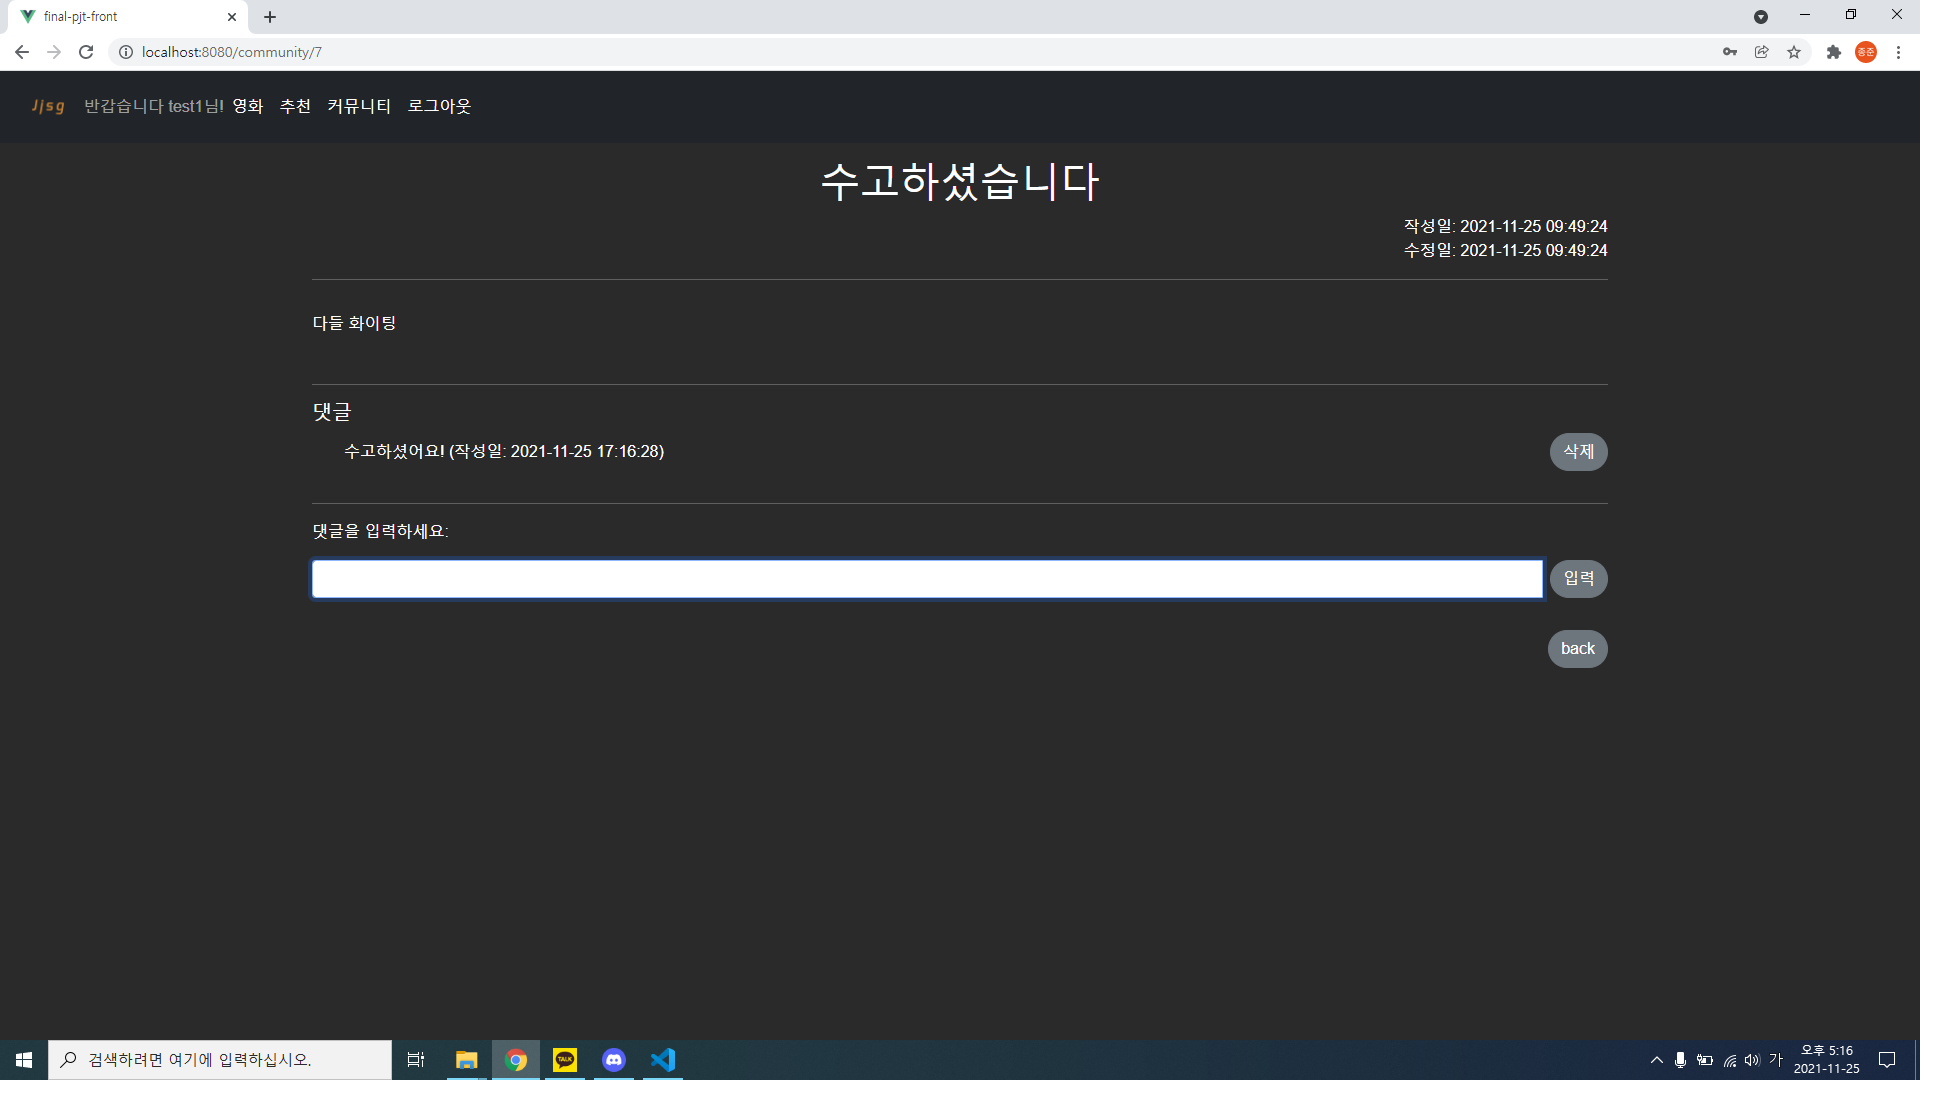 final-pjt-front
localhost:8080/community/7
종준
Jjsg 반갑습니다 test1님! 영화 추천 커뮤니티 로그아웃
수고하셨습니다
작성일: 2021-11-25 09:49:24
수정일: 2021-11-25 09:49:24
다들 화이팅
댓글
수고하셨어요! (작성일: 2021-11-25 17:16:28) 삭제
댓글을 입력하세요:
입력
back
검색하려면 여기에 입력하십시오.
TALK
가
오후 5:16
2021-11-25